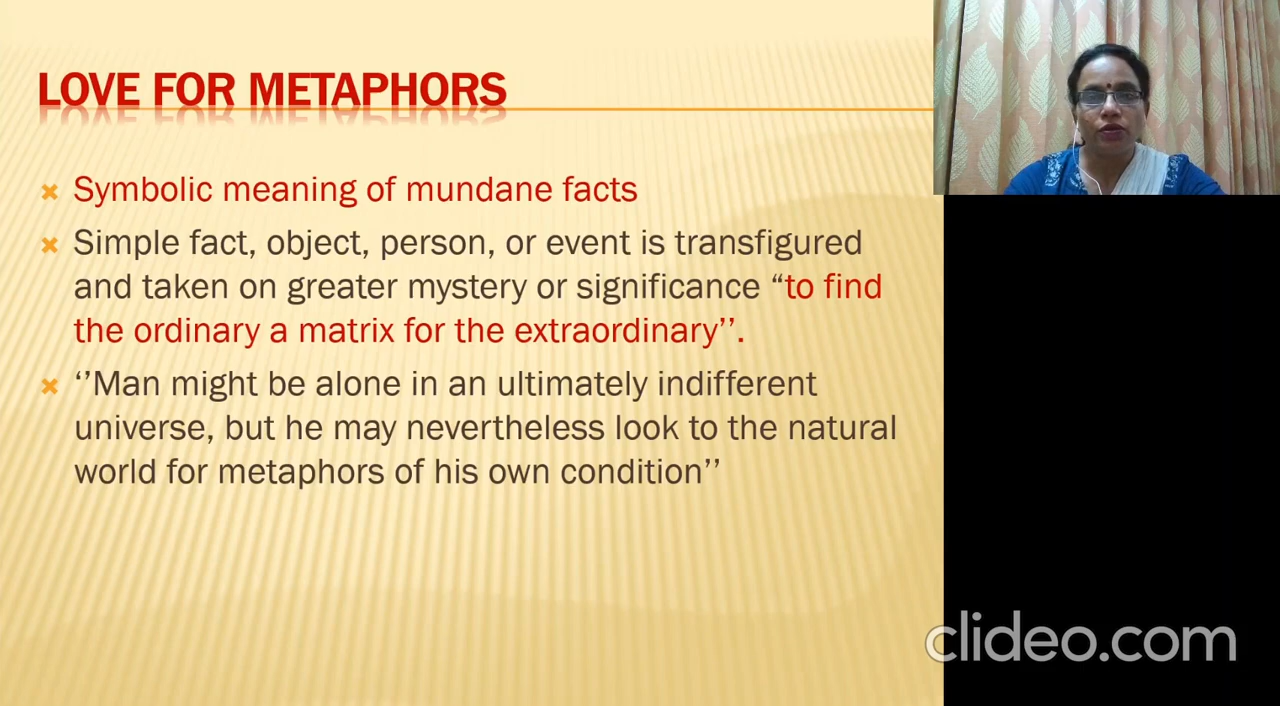 LOVE FOR METAPHORS
Symbolic meaning of mundane facts
Simple fact, object, person, or event is transfigured
and taken on greater mystery or significance “to find
the ordinary a matrix for the extraordinary’’.
‘’Man might be alone in an ultimately indifferent
universe, but he may nevertheless look to the natural
world for metaphors of his own condition’’
clideo.com